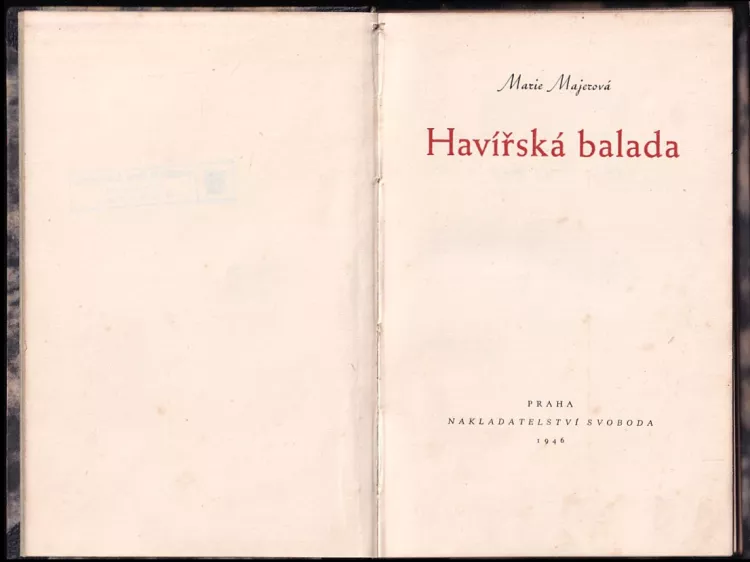 Marie Majerová
Havířská balada
PRAHA
NAKLADATELSTVÍ SVOBODA
1946